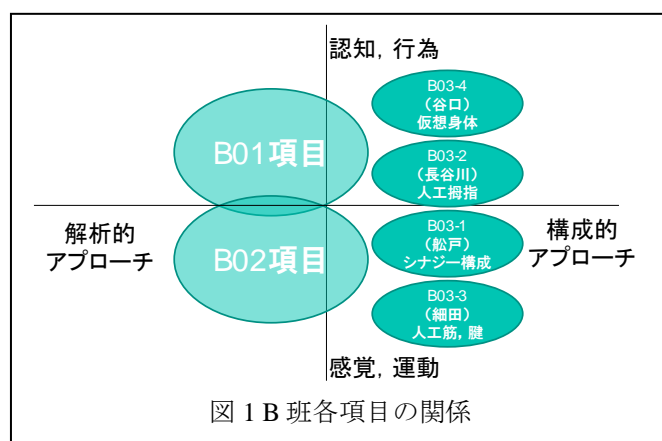 認知，行為
B03-4
（谷口）
仮想身体
B01項目
B03-2
（長谷川）
人工拇指
解析的
アプローチ
構成的
アプローチ
B02項目
B03-1
（舩戸）
シナジー構成
B03-3
（細田）
人工筋，腱
感覚，運動
図 1 B 班各項目の関係